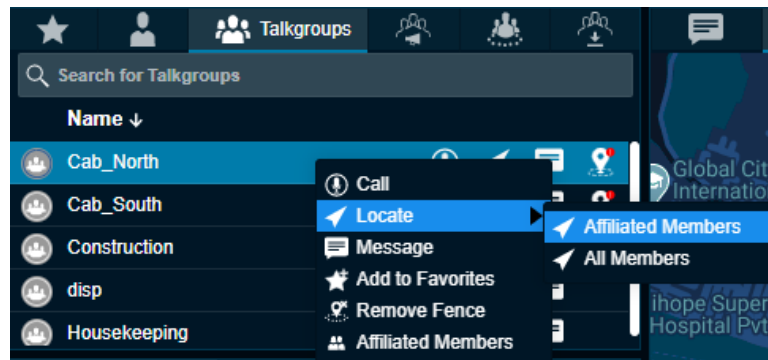 Talkgroups
Search for Talkgroups
Name ↓
Cab_North
Cab_South
Construction
disp
Housekeeping
Call
Locate
Message
Add to Favorites
Remove Fence
Affiliated Members
Affiliated Members
All Members
Global Cit
Internatio
ihope Super
Hospital Pvt